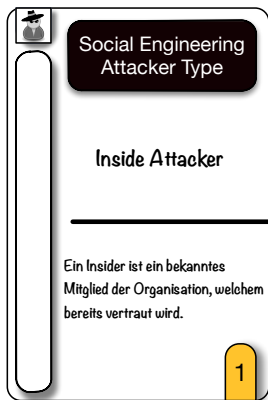 Social Engineering
Attacker Type
Inside Attacker
Ein Insider ist ein bekanntes
Mitglied der Organisation, welchem
bereits vertraut wird.
1